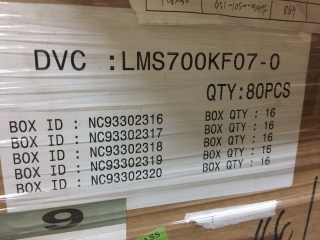 DVC :LMS700KF07-0
QTY:80PCS
BOX ID : NC93302316 BOX QTY : 16
BOX ID : NC93302317 BOX QTY : 16
BOX ID : NC93302318 BOX QTY : 16
BOX ID : NC93302319 BOX QTY : 16
BOX ID : NC93302320 BOX QTY : 16
9